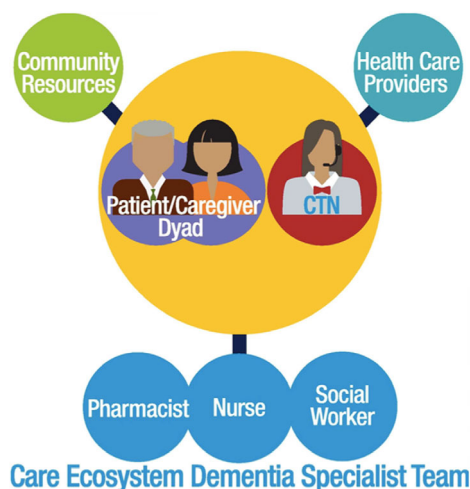 Community
Resources
Health Care
Providers
Patient/Caregiver
Dyad
CTN
Pharmacist
Nurse
Social
Worker
Care Ecosystem Dementia Specialist Team